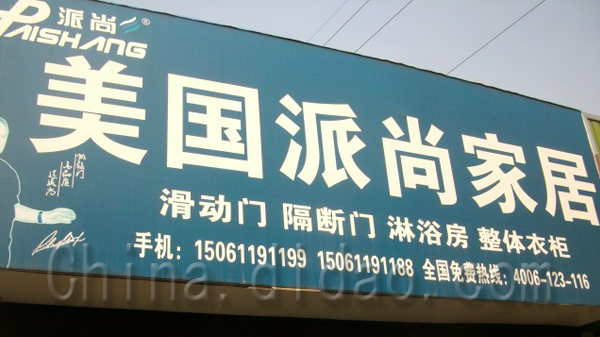 派尚®
PAISHANG
美国派尚家居
滑动门 隔断门 淋浴房 整体衣柜
手机：15061191199 15061191188 全国免费热线：4006-123-116
China.didao.com